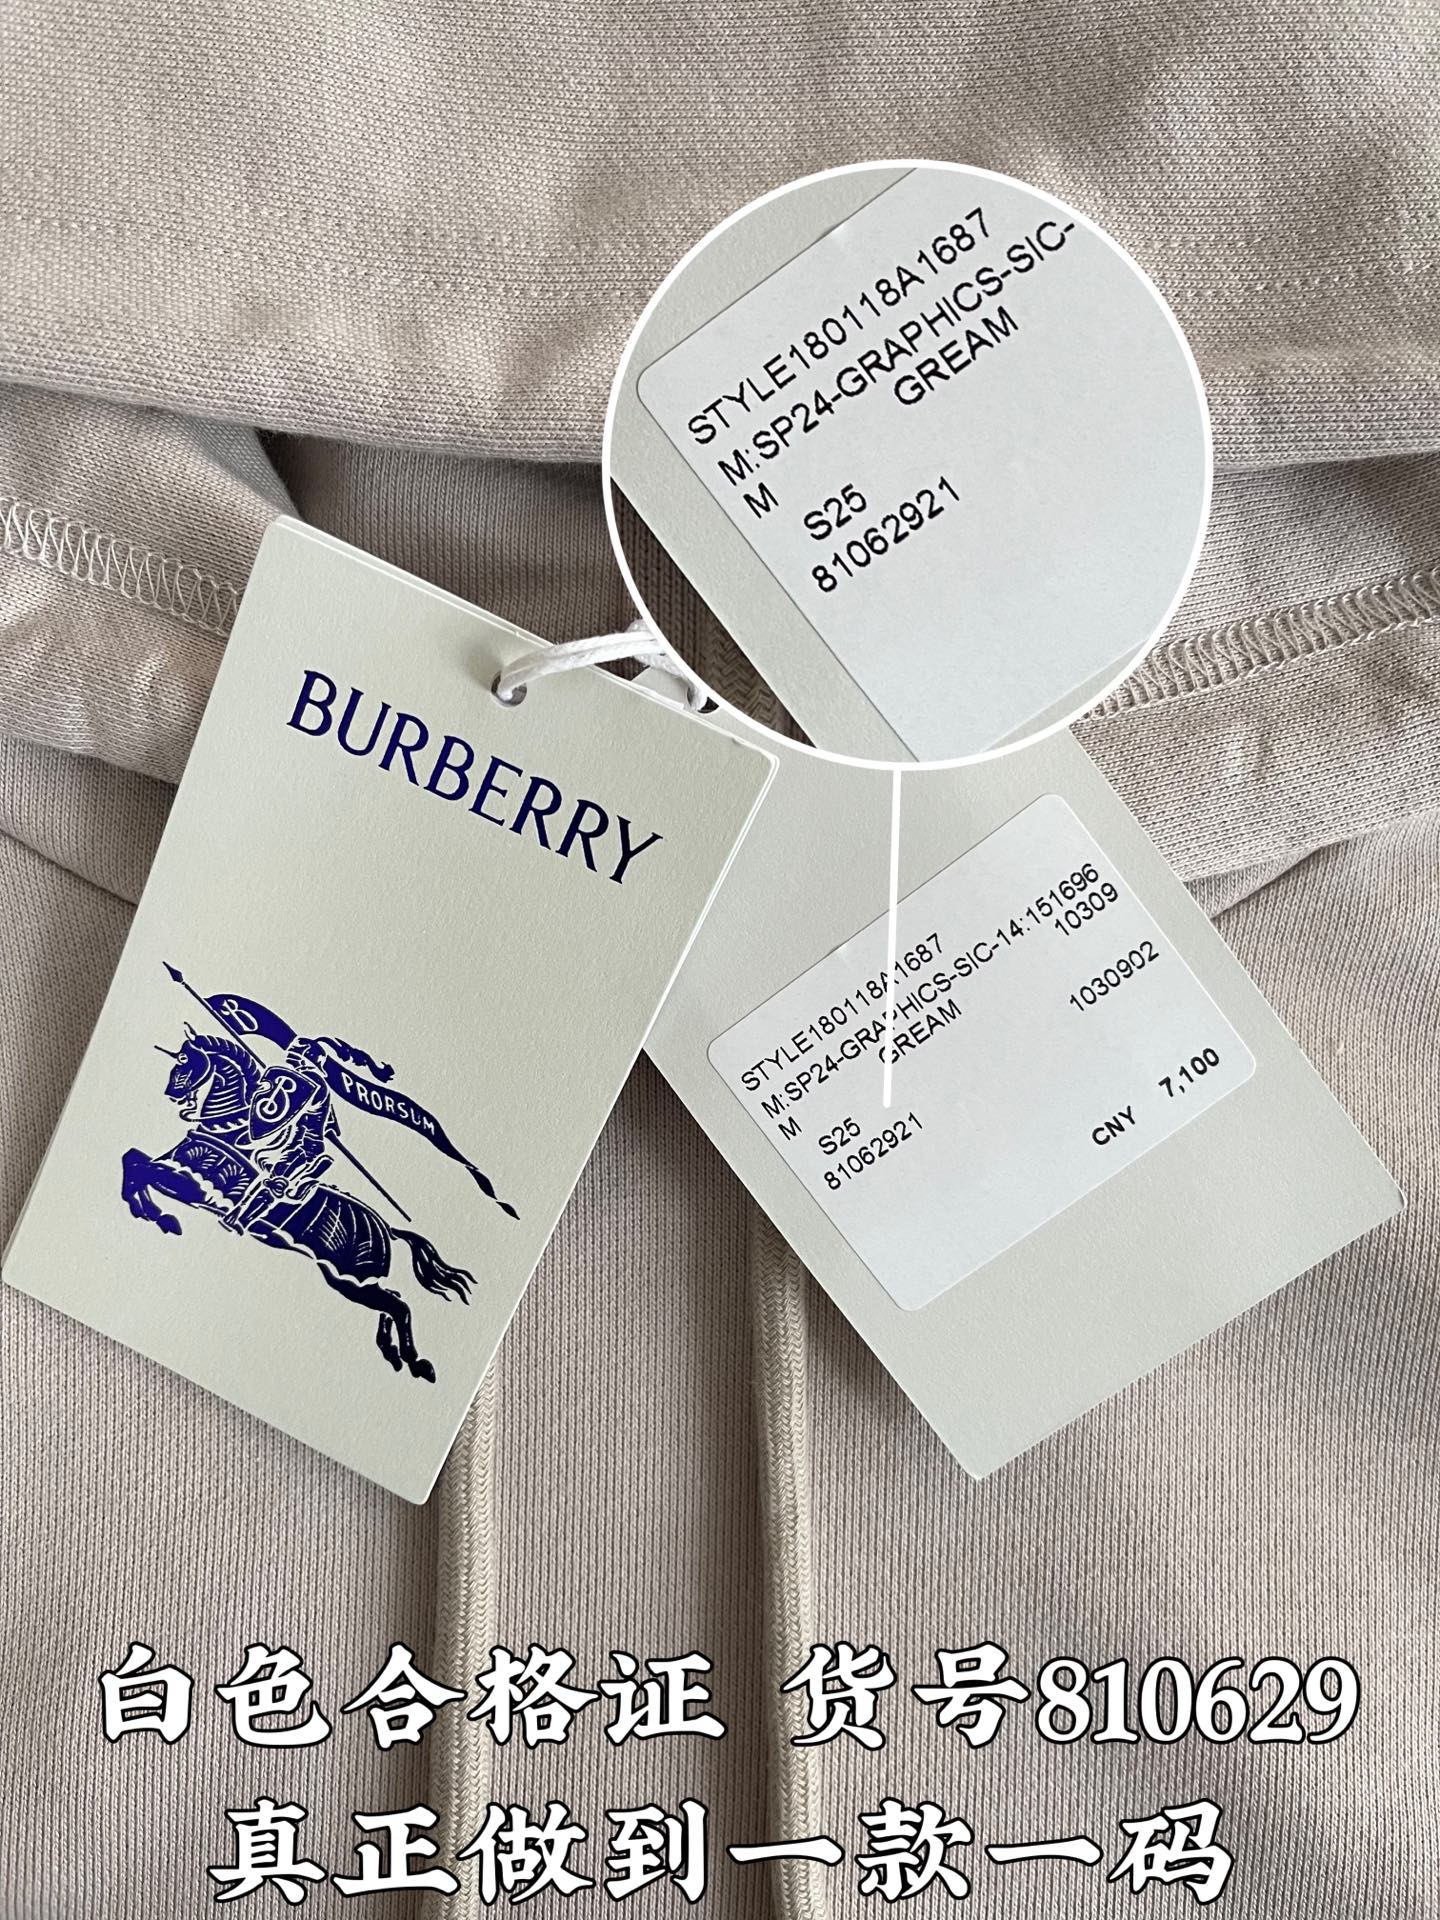 STYLE180118A1687
M:SP24-GRAPHICS-SIC-
GREAM
M
S25
81062921
BURBERRY
B
PRORSUM
B
STYLE180118A1687
M:SP24-GRAPHICS-SIC-14:151696
GREAM 10309
M
S25 1030902
81062921
CNY 7,100
白色合格证 货号810629
真正做到一款一码